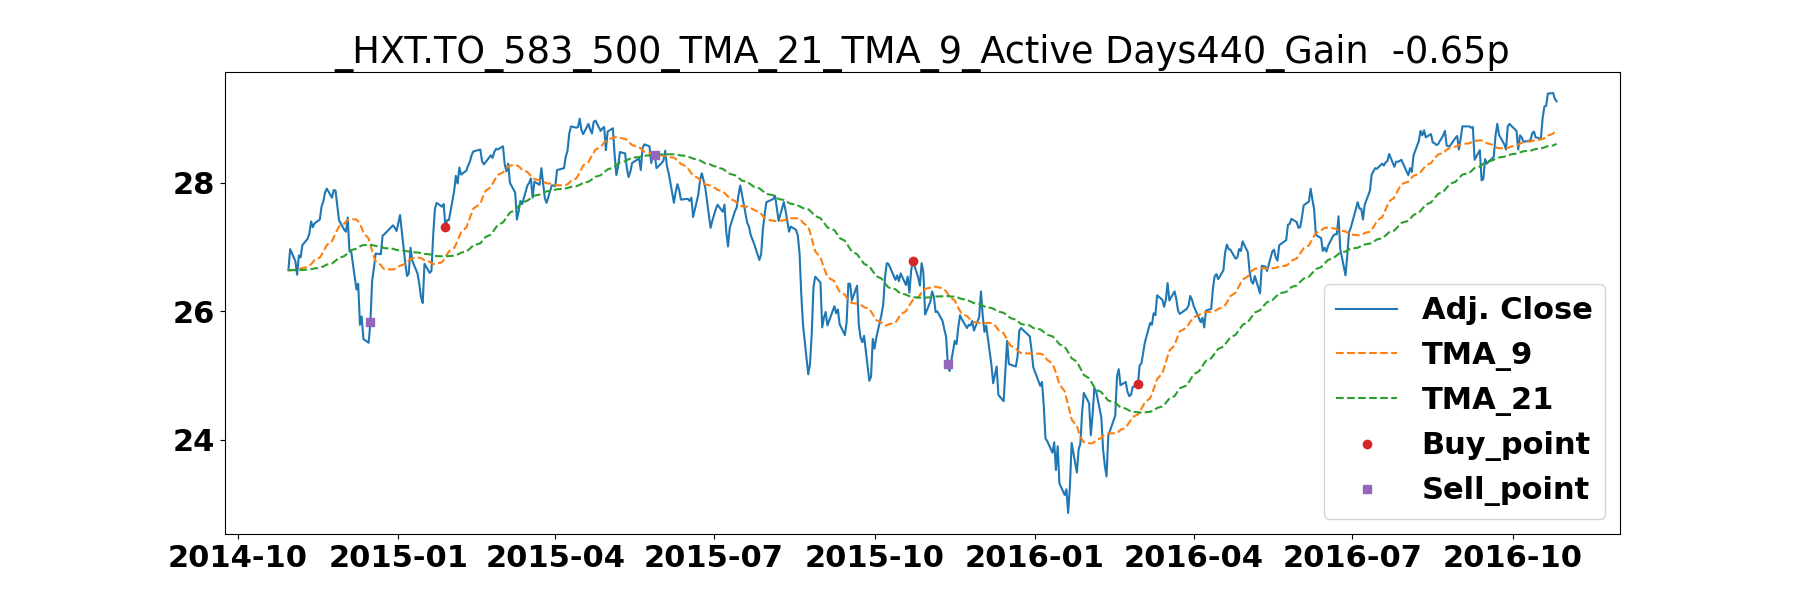 _HXT.TO_583_500_TMA_21_TMA_9_Active Days440_Gain  -0.65p
28
26
24
Adj. Close
TMA_9
TMA_21
Buy_point
Sell_point
2014-10 2015-01 2015-04 2015-07 2015-10 2016-01 2016-04 2016-07 2016-10